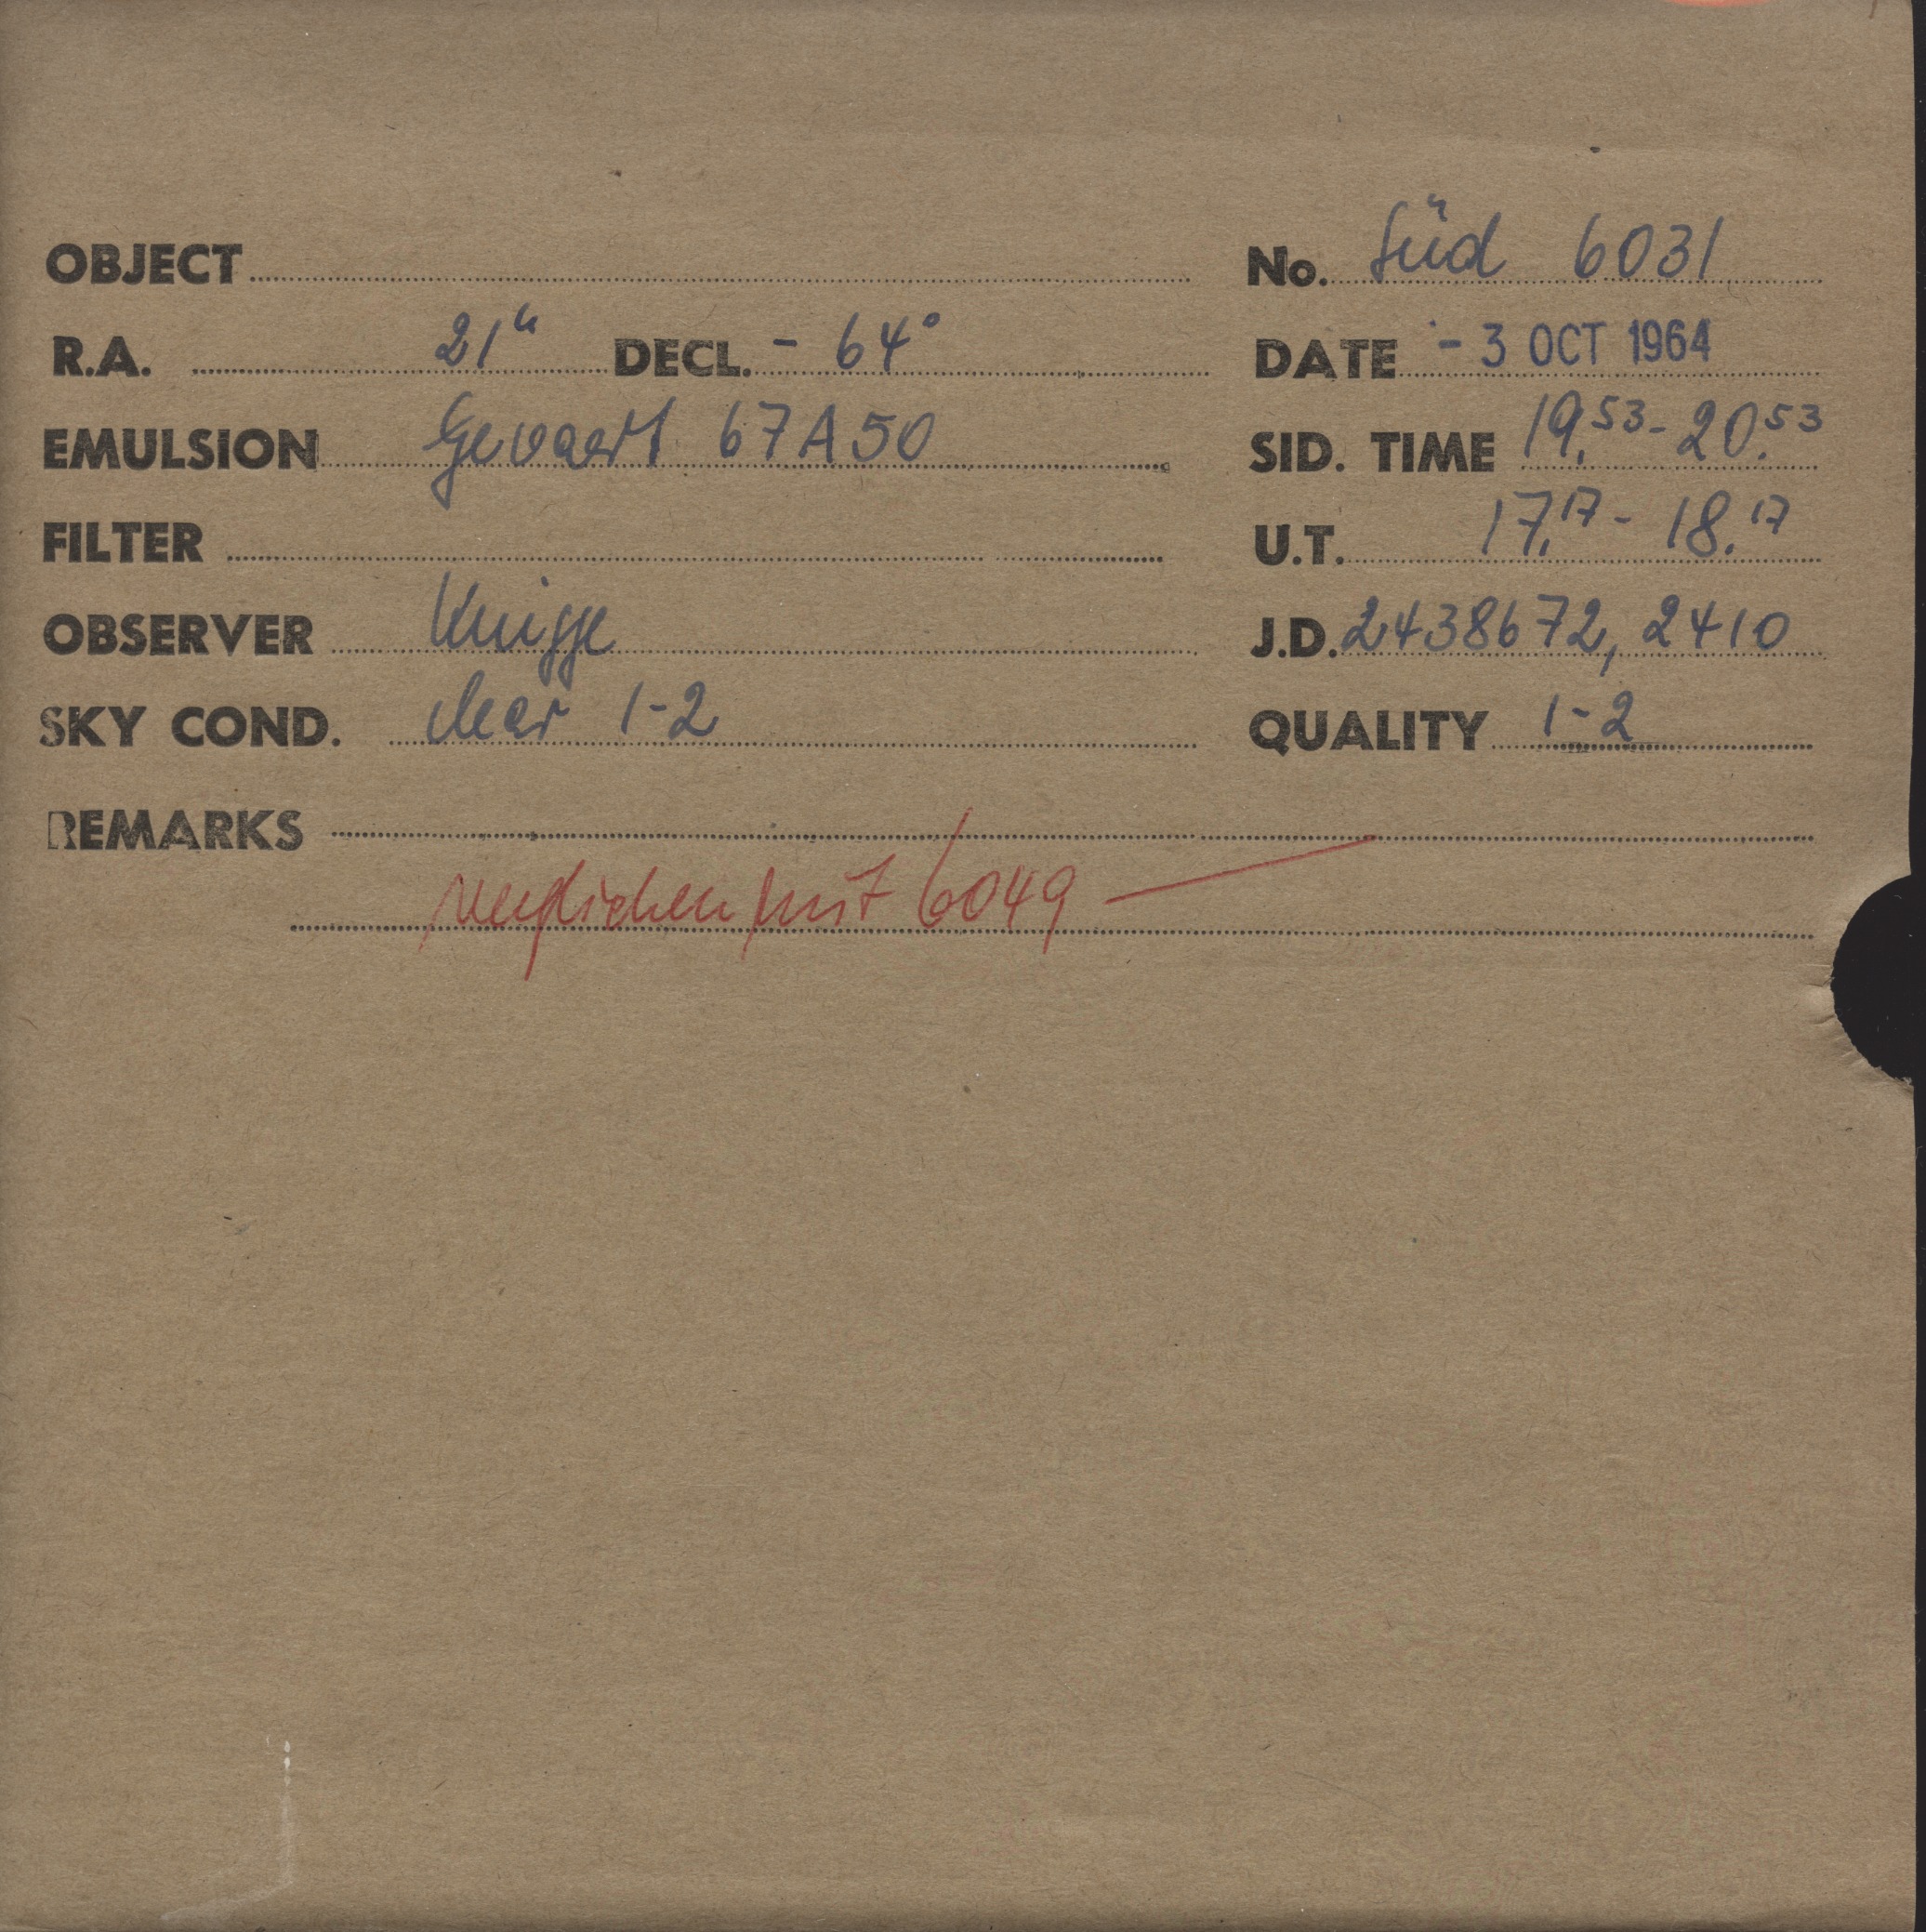 OBJECT No. Süd 6031
R.A. 21h DECL. - 64° DATE - 3 OCT 1964
EMULSION Gevaert 67A50 SID. TIME 19.53 - 20.53
FILTER U.T. 17.17 - 18.17
OBSERVER Knigge J.D. 2438672,2410
SKY COND. clear 1-2 QUALITY 1-2
REMARKS
verglichen mit 6049 —